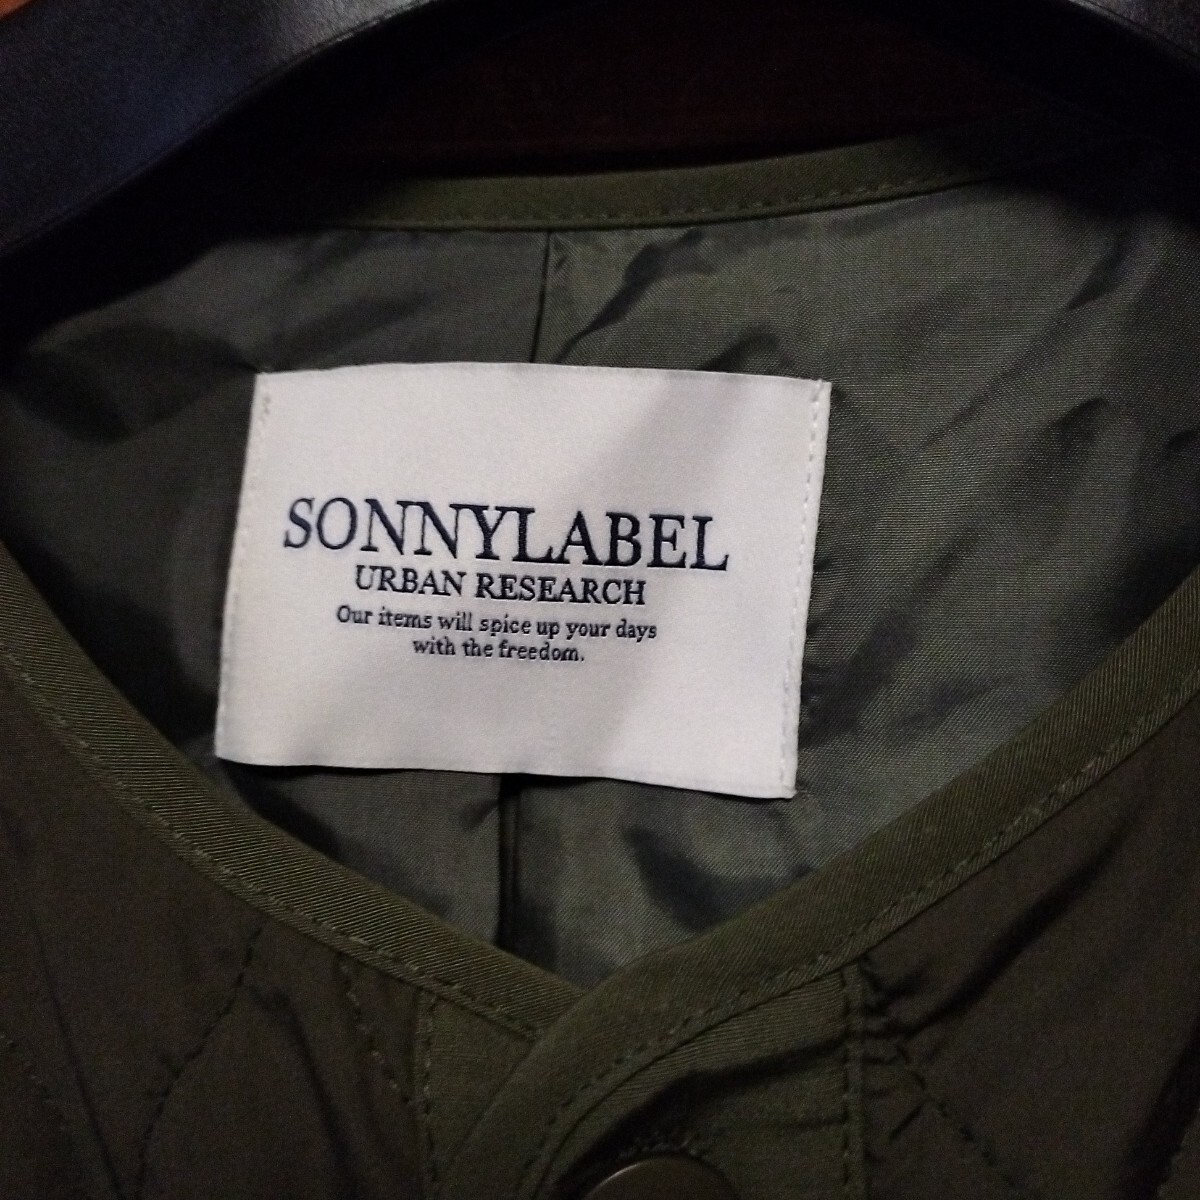 SONNYLABEL
URBAN RESEARCH
Our items will spice up your days
with the freedom.